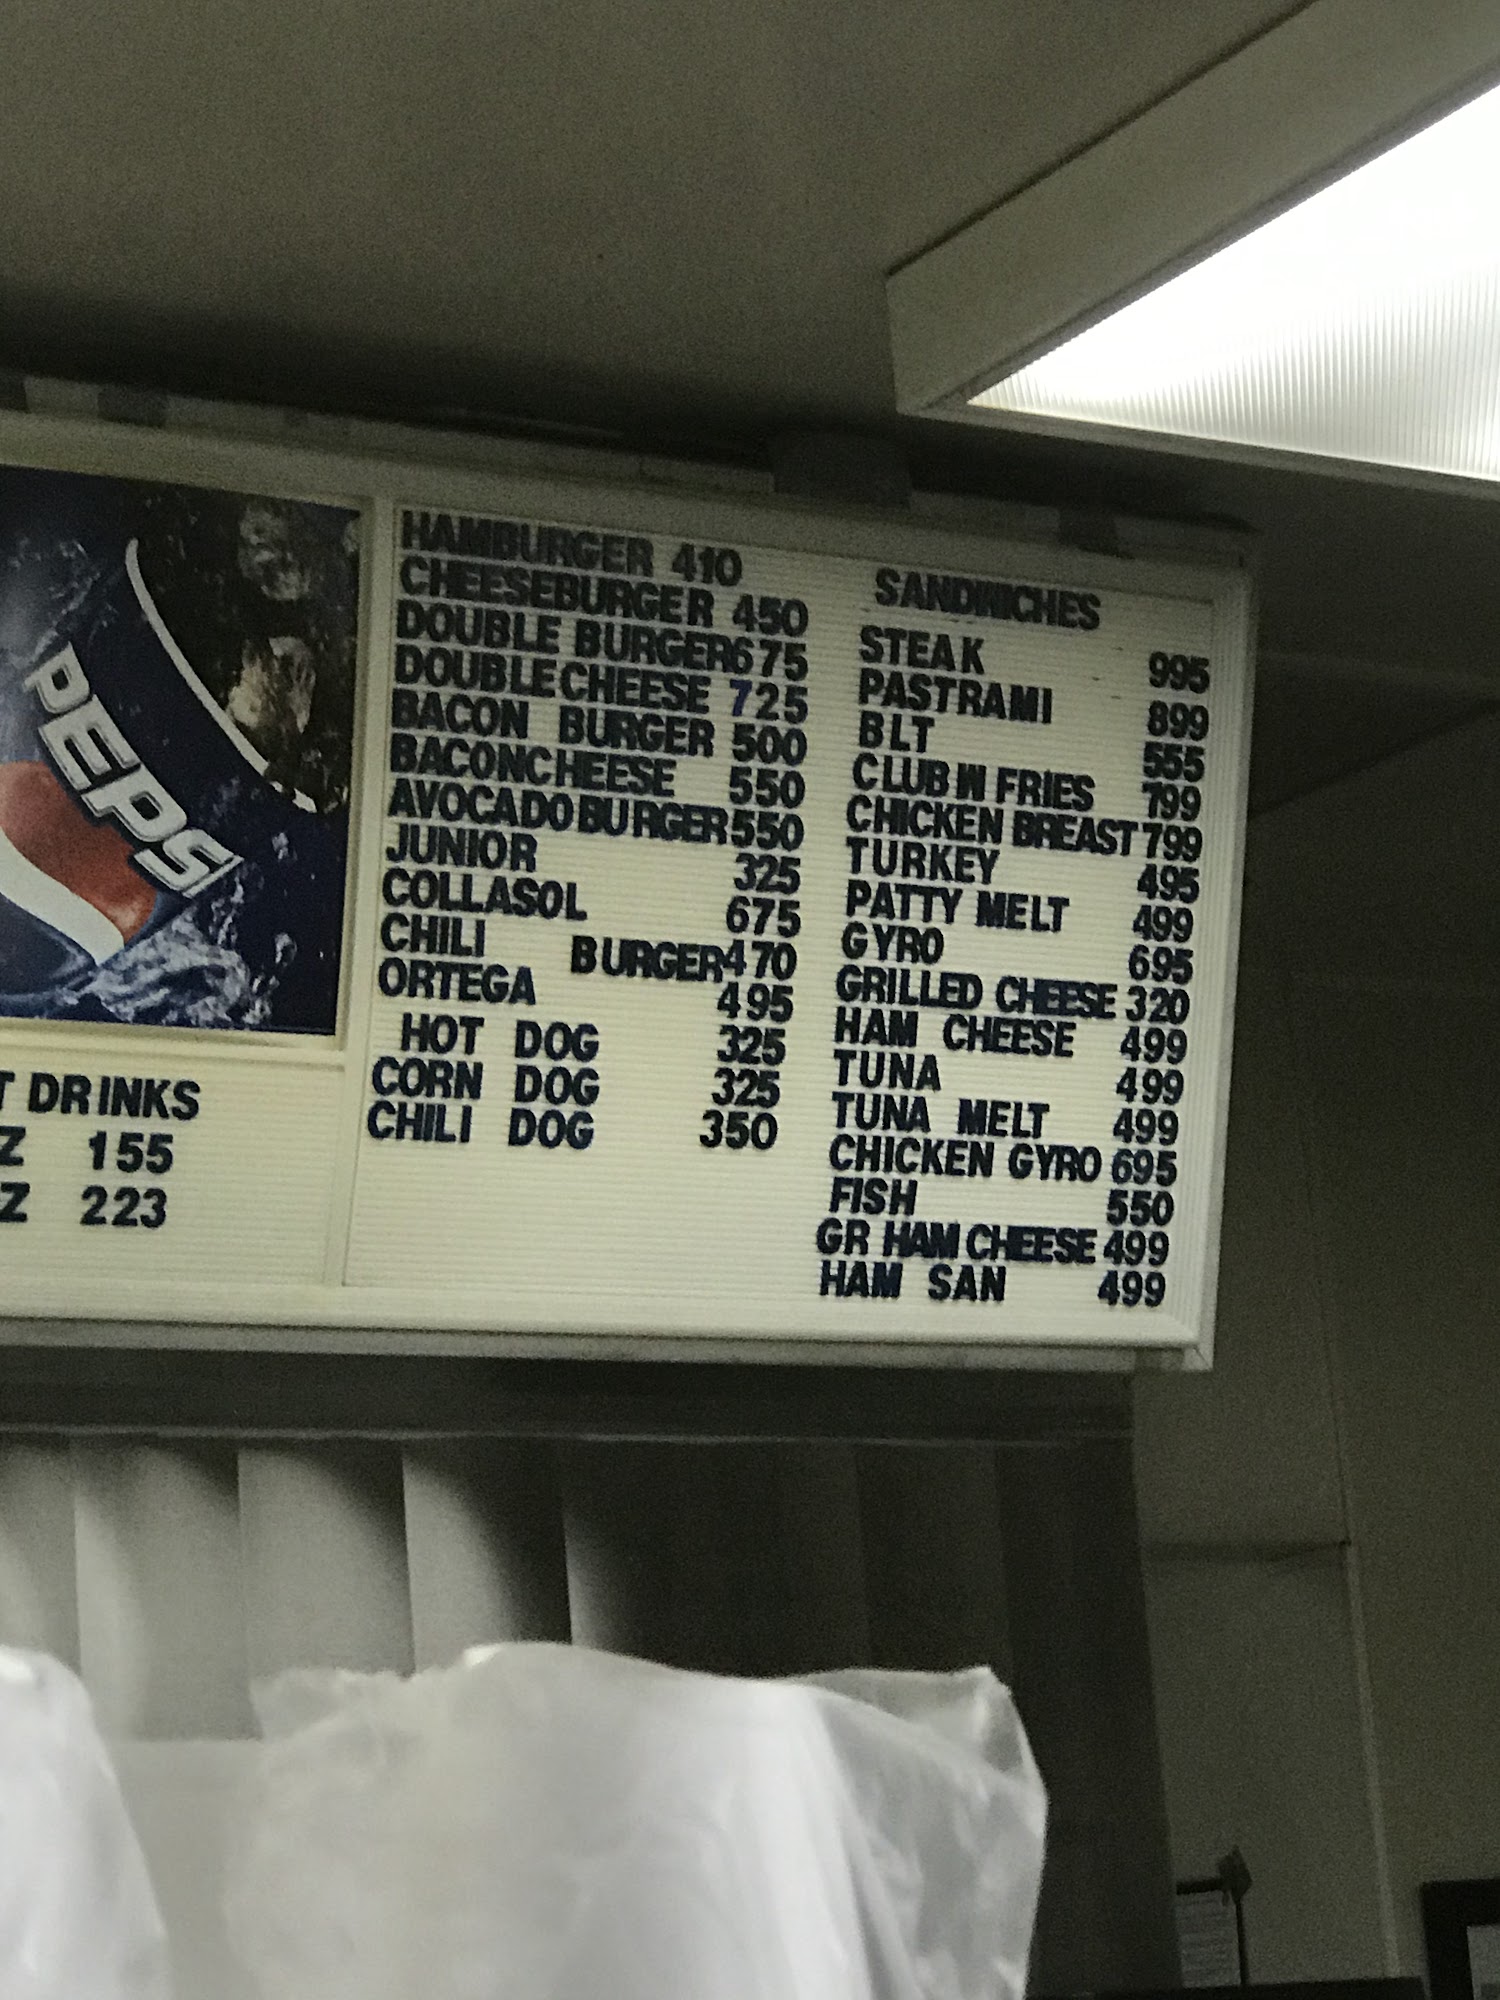 PEPSI
T DRINKS
Z 155
Z 223
HAMBURGER 410
CHEESEBURGER 450
DOUBLE BURGER 675
DOUBLE CHEESE 725
BACON BURGER 500
BACONCHEESE 550
AVOCADO BURGER 550
JUNIOR 325
COLLASOL 675
CHILI BURGER 470
ORTEGA 495
HOT DOG 325
CORN DOG 325
CHILI DOG 350
SANDWICHES
STEAK 995
PASTRAMI 899
BLT 555
CLUB W FRIES 799
CHICKEN BREAST 799
TURKEY 495
PATTY MELT 499
GYRO 695
GRILLED CHEESE 320
HAM CHEESE 499
TUNA 499
TUNA MELT 499
CHICKEN GYRO 695
FISH 550
GR HAM CHEESE 499
HAM SAN 499